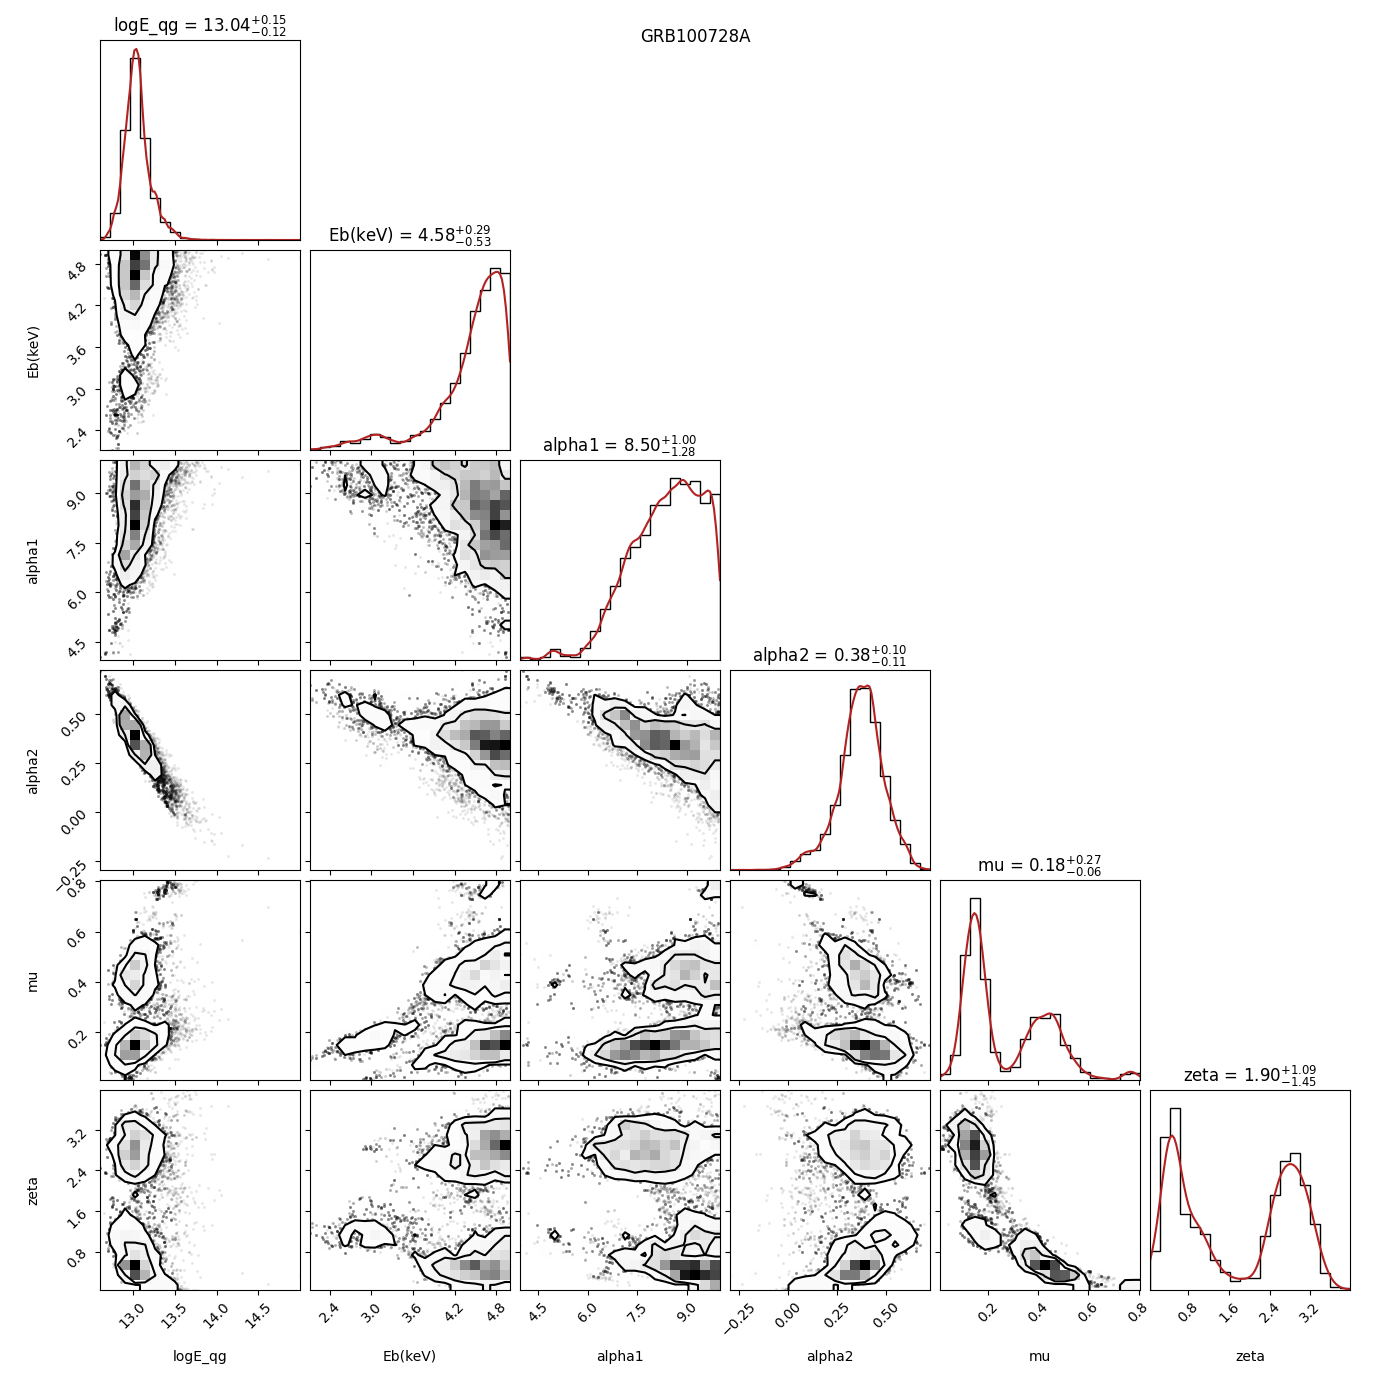 GRB100728A
logE_qg = 13.04+0.15−0.12
Eb(keV) = 4.58+0.29−0.53
4.8
4.2
3.6
3.0
2.4
Eb(keV)
alpha1 = 8.50+1.00−1.28
9.0
7.5
6.0
4.5
alpha1
alpha2 = 0.38+0.10−0.11
0.50
0.25
0.00
−0.25
alpha2
mu = 0.18+0.27−0.06
0.8
0.6
0.4
0.2
mu
zeta = 1.90+1.09−1.45
3.2
2.4
1.6
0.8
zeta
13.0 13.5 14.0 14.5 2.4 3.0 3.6 4.2 4.8 4.5 6.0 7.5 9.0 −0.25 0.00 0.25 0.50 0.2 0.4 0.6 0.8 0.8 1.6 2.4 3.2
logE_qg Eb(keV) alpha1 alpha2 mu zeta